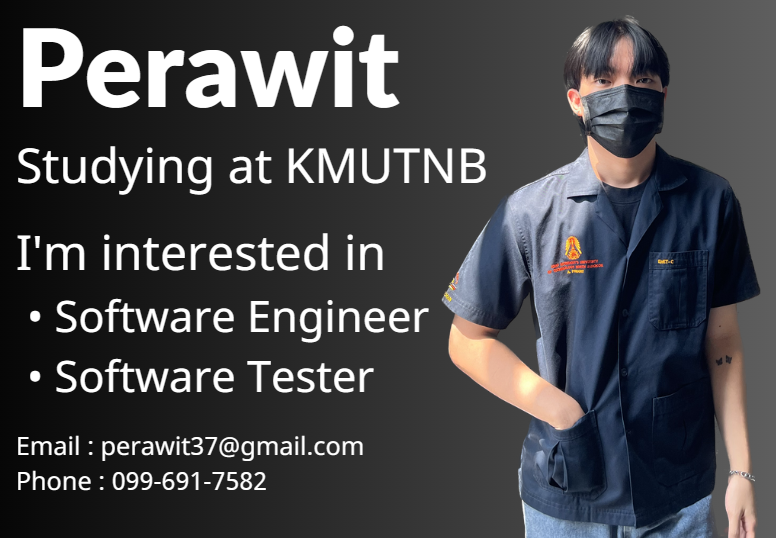 Perawit
Studying at KMUTNB
I'm interested in
• Software Engineer
• Software Tester
Email : perawit37@gmail.com
Phone : 099-691-7582